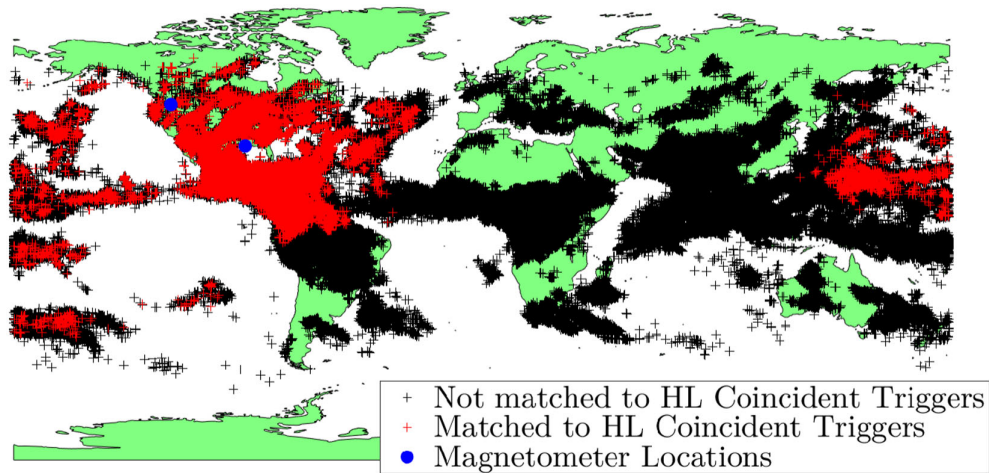 Not matched to HL Coincident Triggers
Matched to HL Coincident Triggers
Magnetometer Locations